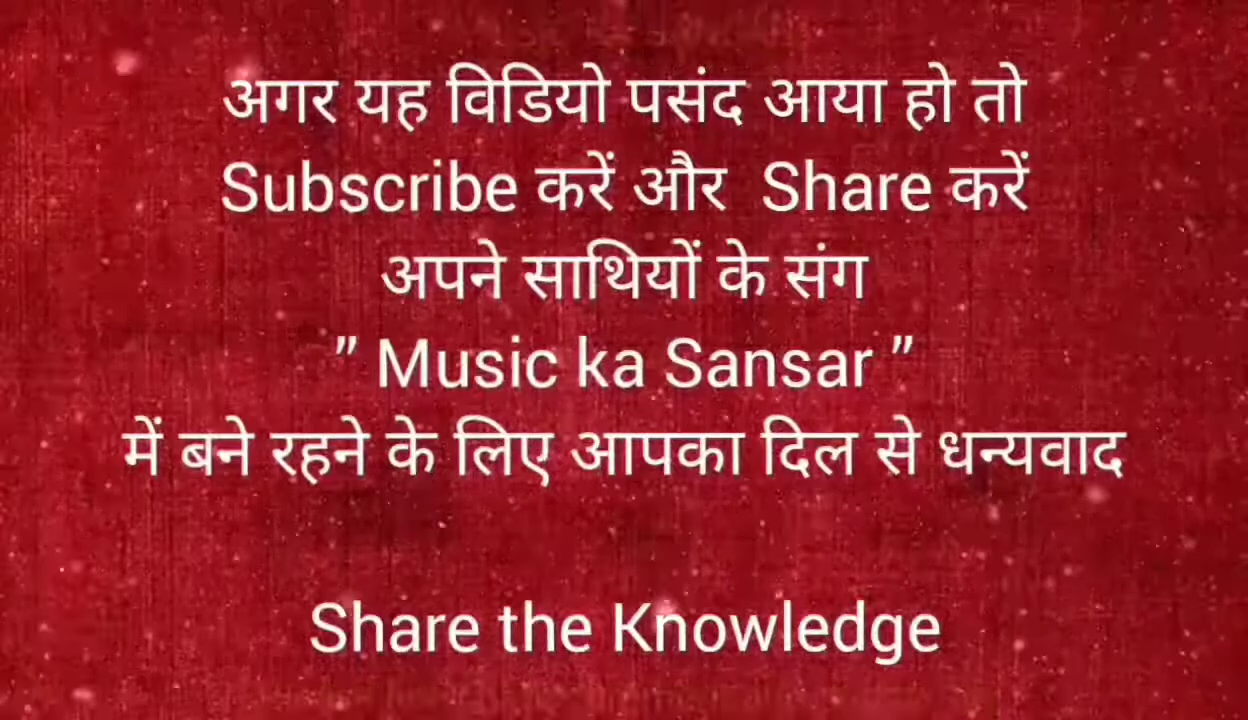 अगर यह विडियो पसंद आया हो तो
Subscribe करें और Share करें
अपने साथियों के संग
" Music ka Sansar "
में बने रहने के लिए आपका दिल से धन्यवाद
Share the Knowledge